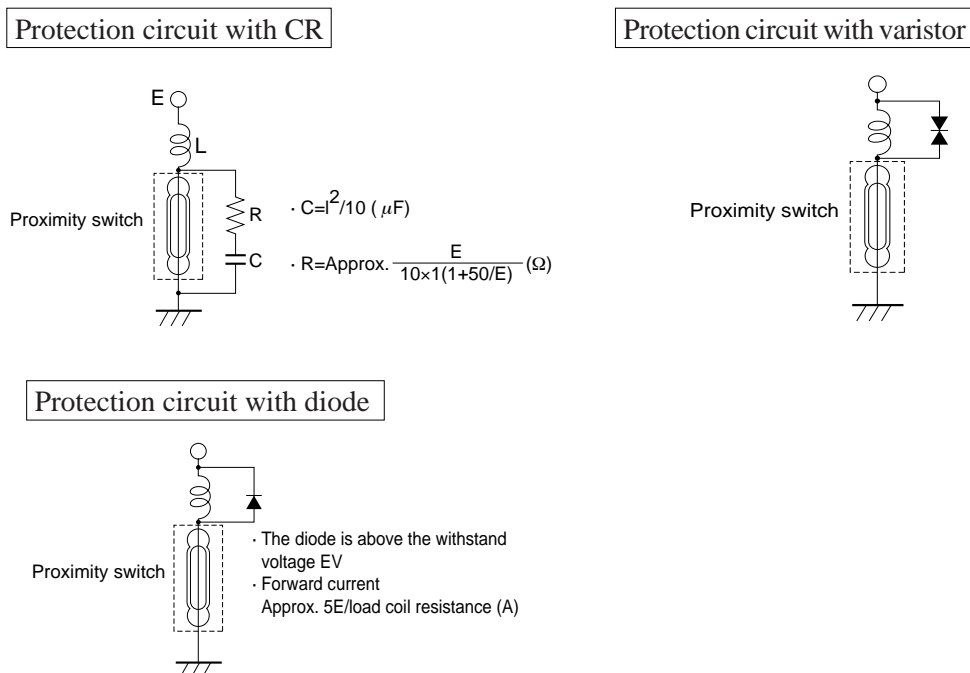 Protection circuit with CR
Protection circuit with varistor
E
L
Proximity switch
R
C
· C=I²/10 ( μF)
· R=Approx. E
10×1(1+50/E) (Ω)
Proximity switch
Protection circuit with diode
Proximity switch
· The diode is above the withstand
voltage EV
· Forward current
Approx. 5E/load coil resistance (A)